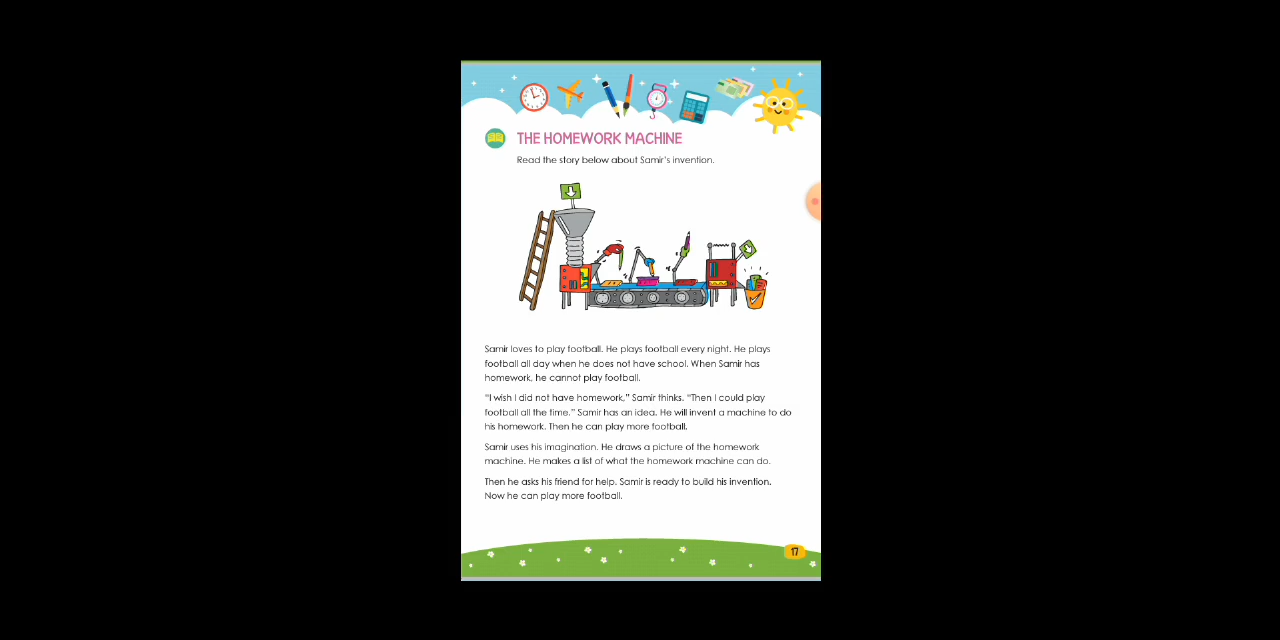 THE HOMEWORK MACHINE
Read the story below about Samir's invention.
Samir loves to play football. He plays football every night. He plays
football all day when he does not have school. When Samir has
homework, he cannot play football.
“I wish I did not have homework,” Samir thinks. “Then I could play
football all the time.” Samir has an idea. He will invent a machine to do
his homework. Then he can play more football.
Samir uses his imagination. He draws a picture of the homework
machine. He makes a list of what the homework machine can do.
Then he asks his friend for help. Samir is ready to build his invention.
Now he can play more football.
17